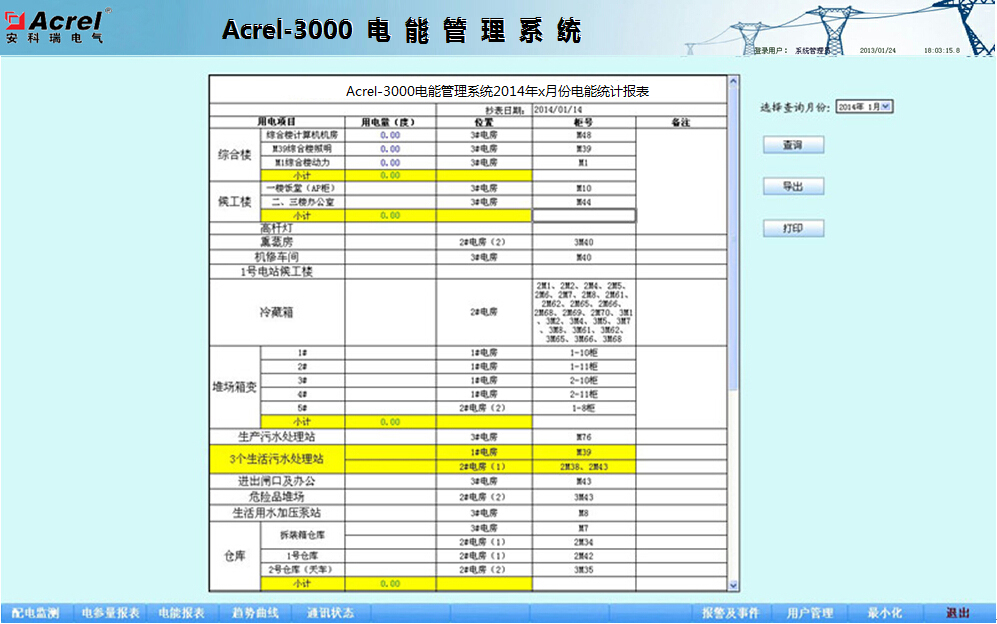 Acrel
安科瑞电气
Acrel-3000 电能管理系统
登录用户: 系统管理员 2013/01/24 18:03:15.8
Acrel-3000电能管理系统2014年x月份电能统计报表
抄表日期: 2014/01/14
用电项目 用电量（度） 位置 柜号 备注
综合楼
综合楼计算机机房 0.00 3#电房 M48
M39综合楼照明 0.00 3#电房 M39
M1综合楼动力 0.00 3#电房 M1
小计 0.00
候工楼
一楼饭堂（AP柜） 3#电房 M10
二、三楼办公室 3#电房 M44
小计 0.00
高杆灯
熏蒸房 2#电房（2） 3M40
机修车间 3#电房 M40
1号电站候工楼
冷藏箱 2#电房
2M1、2M2、2M4、2M5、
2M6、2M7、2M8、2M61、
2M62、2M65、2M66、
2M68、2M69、2M70、3M1
、3M2、3M4、3M5、3M7
、3M8、3M61、3M62、
3M65、3M66、3M68
堆场箱变
1# 1#电房 1-10柜
2# 1#电房 1-11柜
3# 1#电房 2-10柜
4# 1#电房 2-11柜
5# 2#电房（2） 1-8柜
小计 0.00
生产污水处理站 3#电房 M76
3个生活污水处理站
1#电房 M39
2#电房（1） 2M38、2M43
进出闸口及办公 3#电房 M43
危险品堆场 2#电房（2） 3M43
生活用水加压泵站 3#电房 M8
仓库
拆装箱仓库
3#电房 M7
2#电房（1） 2M34
1号仓库 2#电房（1） 2M42
2号仓库（天车） 2#电房（2） 3M35
小计 0.00
选择查询月份: 2014年 1月
查询
导出
打印
配电监测 电参量报表 电能报表 趋势曲线 通讯状态 报警及事件 用户管理 最小化 退出